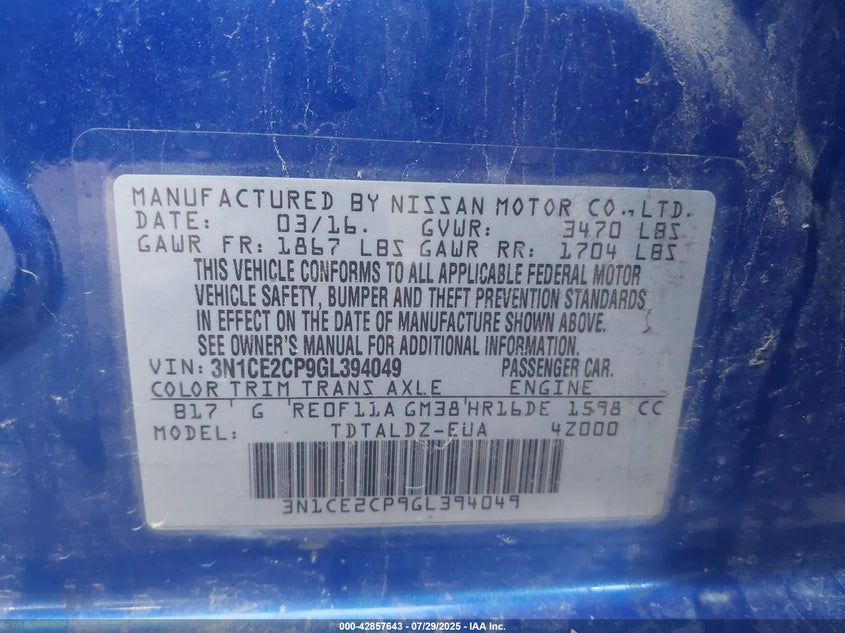 MANUFACTURED BY NISSAN MOTOR CO.,LTD.
DATE: 03/16. GVWR: 3470 LBS
GAWR FR: 1867 LBS GAWR RR: 1704 LBS
THIS VEHICLE CONFORMS TO ALL APPLICABLE FEDERAL MOTOR
VEHICLE SAFETY, BUMPER AND THEFT PREVENTION STANDARDS
IN EFFECT ON THE DATE OF MANUFACTURE SHOWN ABOVE.
SEE OWNER'S MANUAL FOR ADDITIONAL INFORMATION.
VIN: 3N1CE2CP9GL394049 PASSENGER CAR.
COLOR TRIM TRANS AXLE ENGINE
B17 G RE0F11A GM38 HR16DE 1598 CC
MODEL: TDTALDZ-EUA 4Z000
3N1CE2CP9GL394049
000-42857643 / 07/29/2025 - IAA Inc.